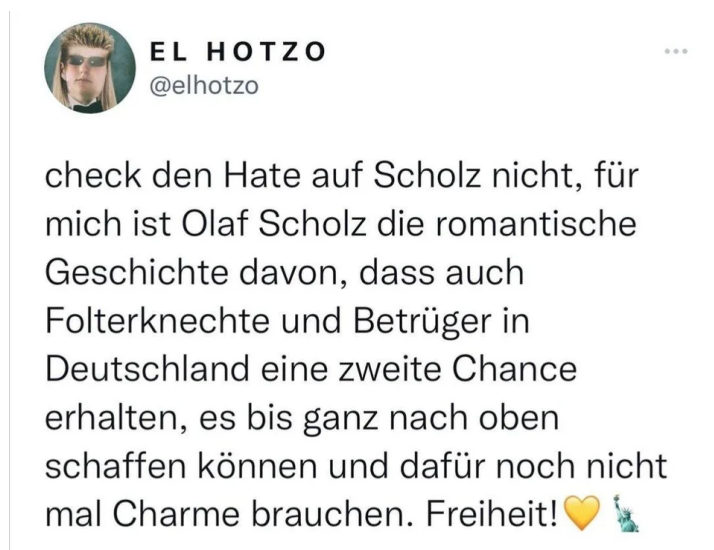 EL HOTZO
@elhotzo
check den Hate auf Scholz nicht, für
mich ist Olaf Scholz die romantische
Geschichte davon, dass auch
Folterknechte und Betrüger in
Deutschland eine zweite Chance
erhalten, es bis ganz nach oben
schaffen können und dafür noch nicht
mal Charme brauchen. Freiheit!💛🗽